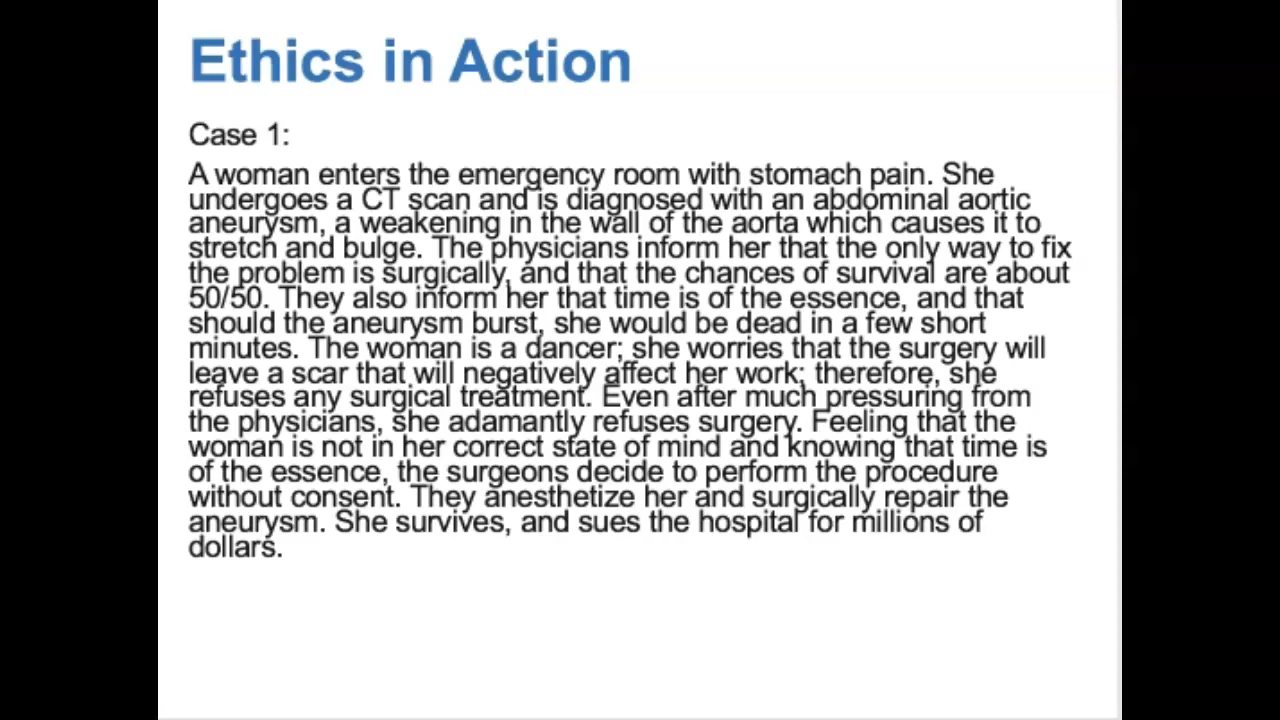 Ethics in Action
Case 1:
A woman enters the emergency room with stomach pain. She
undergoes a CT scan and is diagnosed with an abdominal aortic
aneurysm, a weakening in the wall of the aorta which causes it to
stretch and bulge. The physicians inform her that the only way to fix
the problem is surgically, and that the chances of survival are about
50/50. They also inform her that time is of the essence, and that
should the aneurysm burst, she would be dead in a few short
minutes. The woman is a dancer; she worries that the surgery will
leave a scar that will negatively affect her work; therefore, she
refuses any surgical treatment. Even after much pressuring from
the physicians, she adamantly refuses surgery. Feeling that the
woman is not in her correct state of mind and knowing that time is
of the essence, the surgeons decide to perform the procedure
without consent. They anesthetize her and surgically repair the
aneurysm. She survives, and sues the hospital for millions of
dollars.